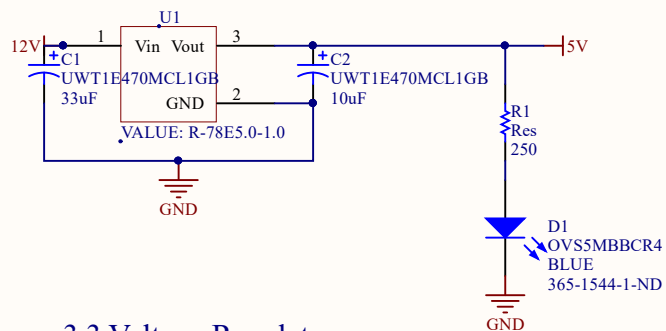 U1
12V
1
Vin
Vout
3
5V
C1
UWT1E470MCL1GB
33uF
GND
2
C2
UWT1E470MCL1GB
10uF
VALUE: R-78E5.0-1.0
GND
R1
Res
250
D1
OVS5MBBCR4
BLUE
365-1544-1-ND
GND